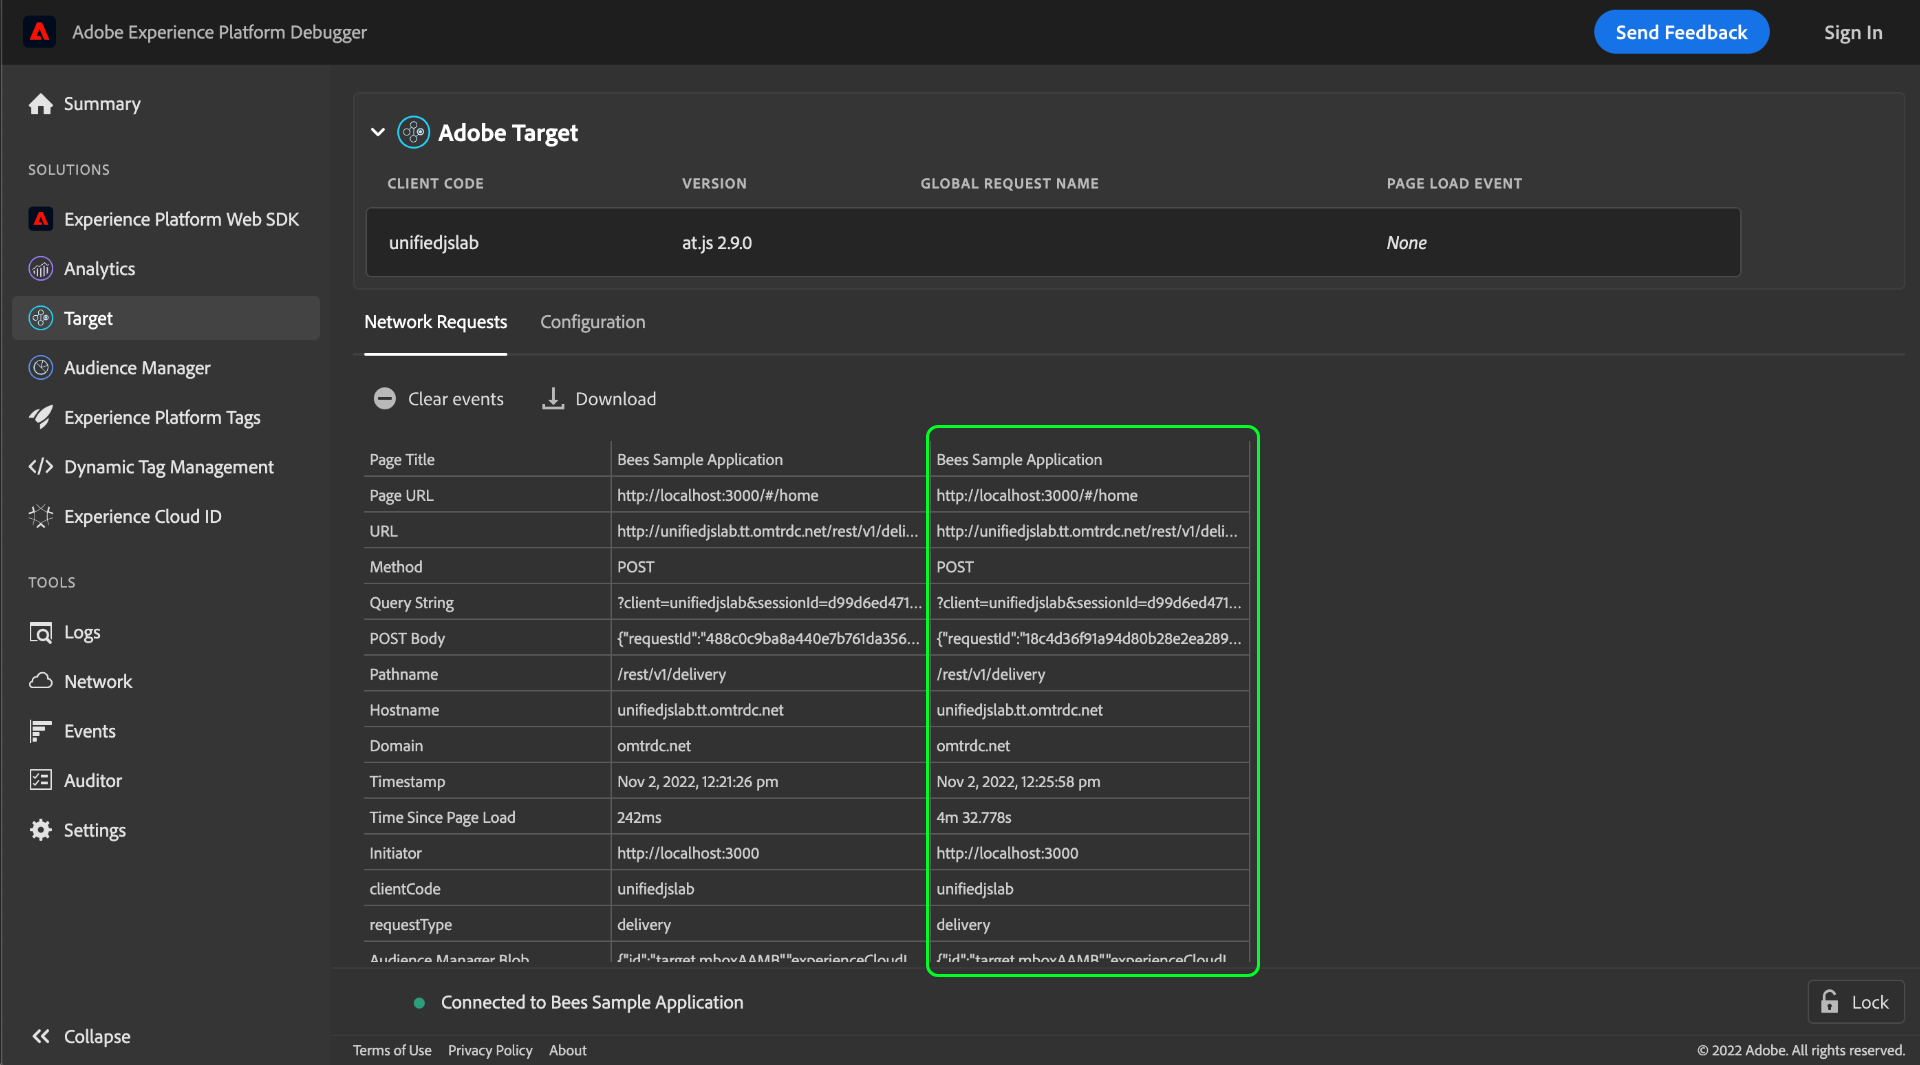 Adobe Experience Platform Debugger
Send Feedback
Sign In
Summary
SOLUTIONS
Experience Platform Web SDK
Analytics
Target
Audience Manager
Experience Platform Tags
Dynamic Tag Management
Experience Cloud ID
TOOLS
Logs
Network
Events
Auditor
Settings
Collapse
Adobe Target
CLIENT CODE VERSION GLOBAL REQUEST NAME PAGE LOAD EVENT
unifiedjslab at.js 2.9.0 None
Network Requests Configuration
Clear events Download
Page Title Bees Sample Application Bees Sample Application
Page URL http://localhost:3000/#/home http://localhost:3000/#/home
URL http://unifiedjslab.tt.omtrdc.net/rest/v1/deli... http://unifiedjslab.tt.omtrdc.net/rest/v1/deli...
Method POST POST
Query String ?client=unifiedjslab&sessionId=d99d6ed471... ?client=unifiedjslab&sessionId=d99d6ed471...
POST Body {"requestId":"488c0c9ba8a440e7b761da356... {"requestId":"18c4d36f91a94d80b28e2ea289...
Pathname /rest/v1/delivery /rest/v1/delivery
Hostname unifiedjslab.tt.omtrdc.net unifiedjslab.tt.omtrdc.net
Domain omtrdc.net omtrdc.net
Timestamp Nov 2, 2022, 12:21:26 pm Nov 2, 2022, 12:25:58 pm
Time Since Page Load 242ms 4m 32.778s
Initiator http://localhost:3000 http://localhost:3000
clientCode unifiedjslab unifiedjslab
requestType delivery delivery
Audience Manager Blob {"id":"target mboxAAMB""experienceCloudI {"id":"target mboxAAMB""experienceCloudI
Connected to Bees Sample Application
Lock
Terms of Use Privacy Policy About
© 2022 Adobe. All rights reserved.